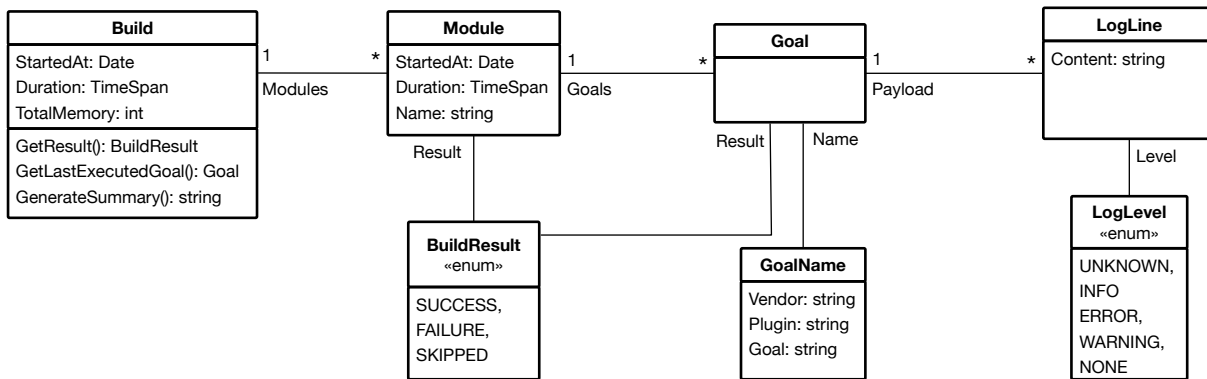 Build
StartedAt: Date
Duration: TimeSpan
TotalMemory: int
GetResult(): BuildResult
GetLastExecutedGoal(): Goal
GenerateSummary(): string
1
*
Modules
Module
StartedAt: Date
Duration: TimeSpan
Name: string
1
*
Goals
Goal
1
*
Payload
LogLine
Content: string
Result
Result
Name
Level
BuildResult
«enum»
SUCCESS,
FAILURE,
SKIPPED
GoalName
Vendor: string
Plugin: string
Goal: string
LogLevel
«enum»
UNKNOWN,
INFO
ERROR,
WARNING,
NONE